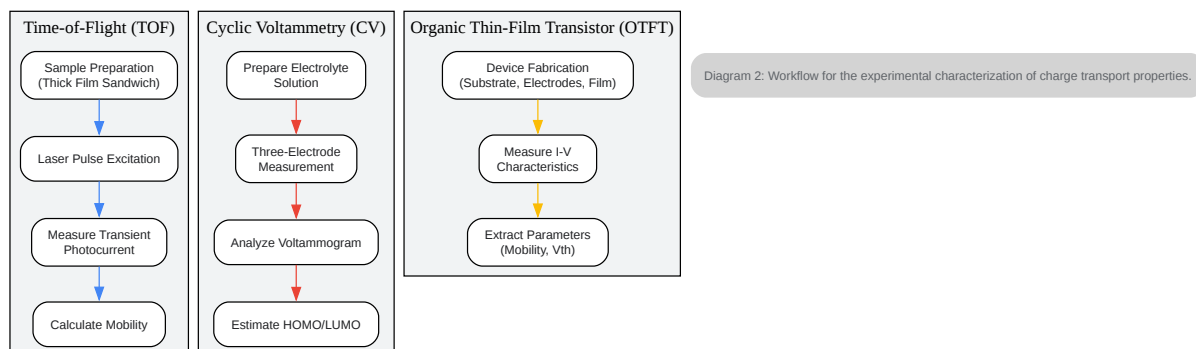 Time-of-Flight (TOF)
Sample Preparation
(Thick Film Sandwich)
Laser Pulse Excitation
Measure Transient
Photocurrent
Calculate Mobility
Cyclic Voltammetry (CV)
Prepare Electrolyte
Solution
Three-Electrode
Measurement
Analyze Voltammogram
Estimate HOMO/LUMO
Organic Thin-Film Transistor (OTFT)
Device Fabrication
(Substrate, Electrodes, Film)
Measure I-V
Characteristics
Extract Parameters
(Mobility, Vth)
Diagram 2: Workflow for the experimental characterization of charge transport properties.